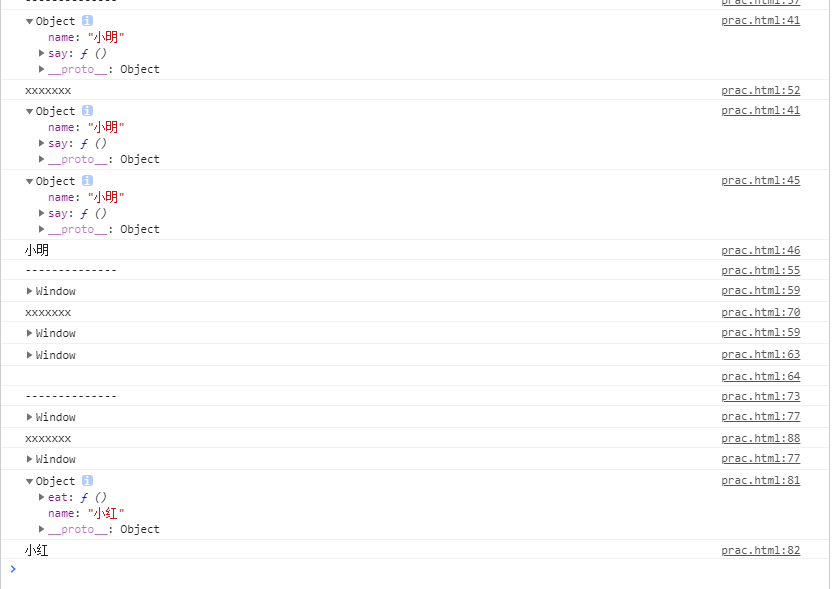 -------------- prac.html:37
Object i prac.html:41
name: "小明"
say: ƒ ()
__proto__: Object
xxxxxxx prac.html:52
Object i prac.html:41
name: "小明"
say: ƒ ()
__proto__: Object
Object i prac.html:45
name: "小明"
say: ƒ ()
__proto__: Object
小明 prac.html:46
-------------- prac.html:55
Window prac.html:59
xxxxxxx prac.html:70
Window prac.html:59
Window prac.html:63
prac.html:64
-------------- prac.html:73
Window prac.html:77
xxxxxxx prac.html:88
Window prac.html:77
Object i prac.html:81
eat: ƒ ()
name: "小红"
__proto__: Object
小红 prac.html:82
>